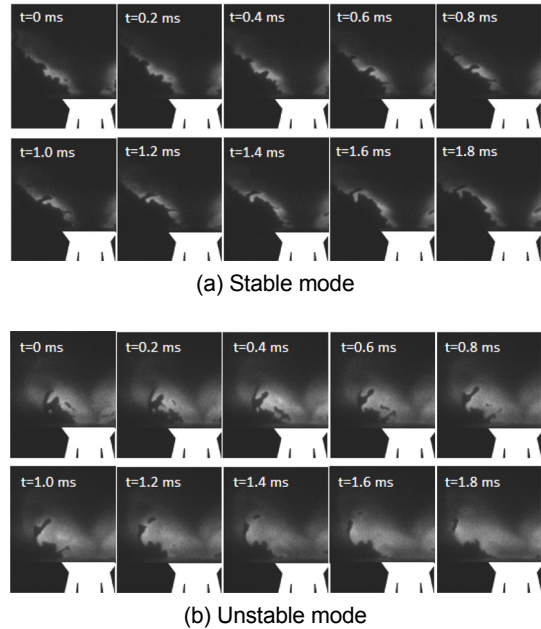 t=0 ms t=0.2 ms t=0.4 ms t=0.6 ms t=0.8 ms
t=1.0 ms t=1.2 ms t=1.4 ms t=1.6 ms t=1.8 ms
(a) Stable mode
t=0 ms t=0.2 ms t=0.4 ms t=0.6 ms t=0.8 ms
t=1.0 ms t=1.2 ms t=1.4 ms t=1.6 ms t=1.8 ms
(b) Unstable mode